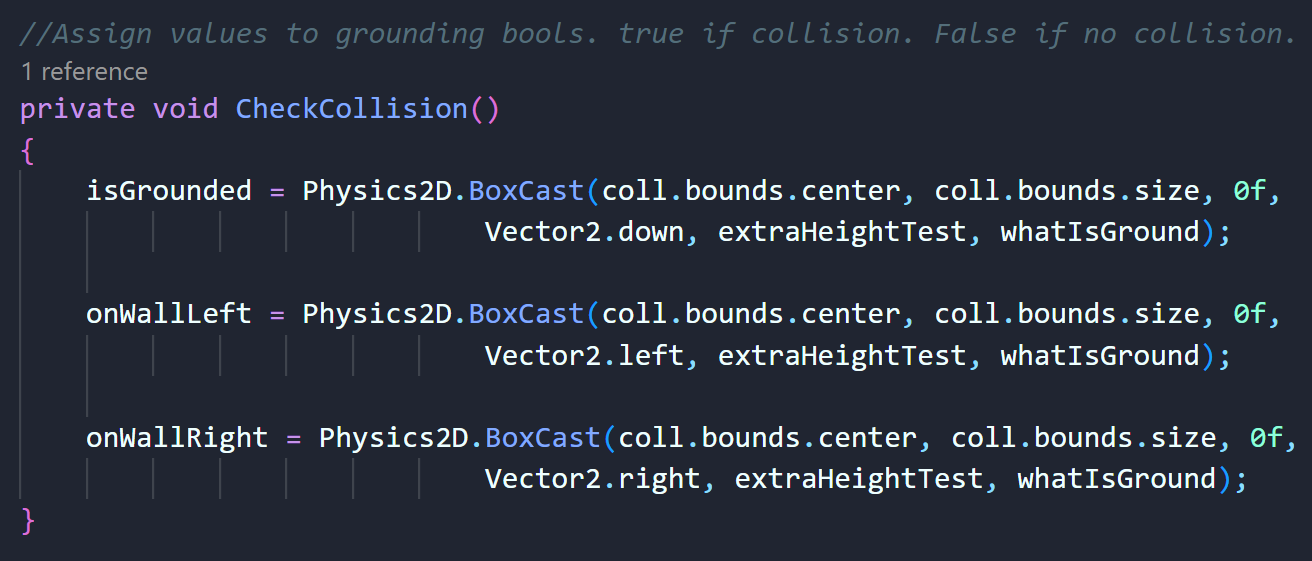 //Assign values to grounding bools. true if collision. False if no collision.
1 reference
private void CheckCollision()
{
isGrounded = Physics2D.BoxCast(coll.bounds.center, coll.bounds.size, 0f,
Vector2.down, extraHeightTest, whatIsGround);
onWallLeft = Physics2D.BoxCast(coll.bounds.center, coll.bounds.size, 0f,
Vector2.left, extraHeightTest, whatIsGround);
onWallRight = Physics2D.BoxCast(coll.bounds.center, coll.bounds.size, 0f,
Vector2.right, extraHeightTest, whatIsGround);
}